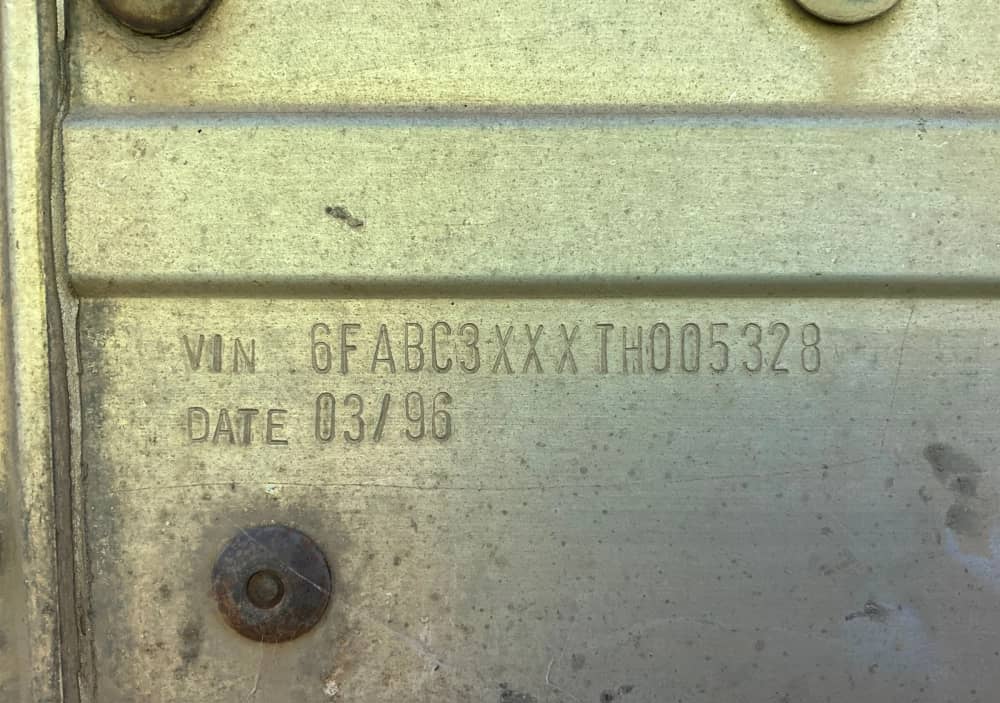 VIN 6FABC3XXXTH005328
DATE 03/96